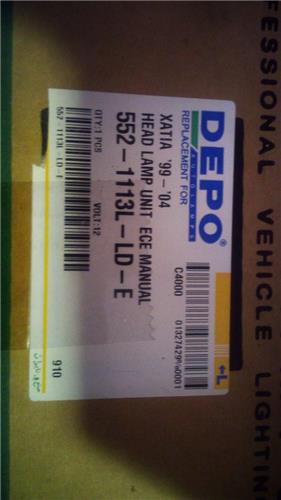 FESSIONAL VEHICLE LIGHTIN
DEPO®
AUTOLAMPS
REPLACEMENT FOR
C4000
←L
XATIA '99-'04
HEAD LAMP UNIT ECE MANUAL
552-1113L-LD-E
QTY:1 PCS
VOLT:12
552-1113L-LD-E
910